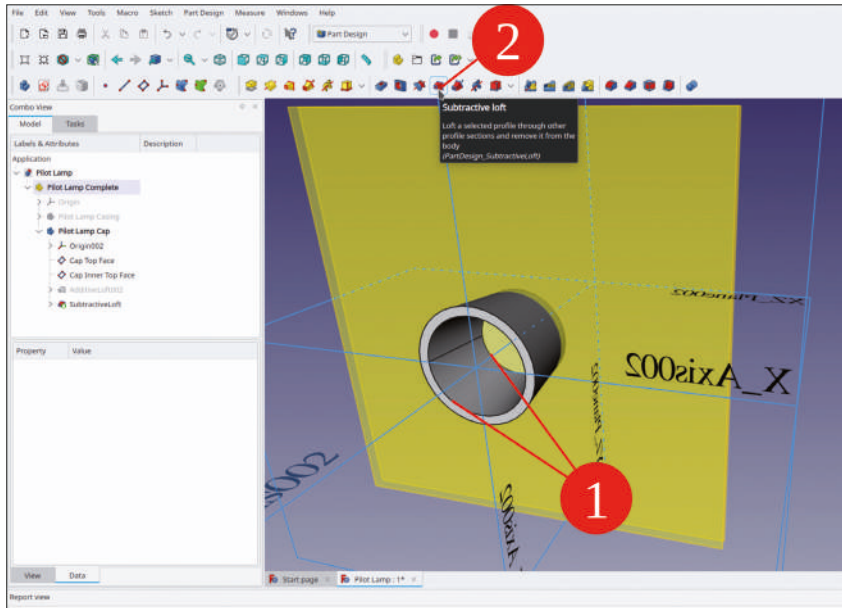 File Edit View Tools Macro Sketch Part Design Measure Windows Help
Part Design
2
Combo View
Model Tasks
Labels & Attributes Description
Application
Pilot Lamp
Pilot Lamp Complete
Origin
Pilot Lamp Casing
Pilot Lamp Cap
Origin002
Cap Top Face
Cap Inner Top Face
AdditiveLoft002
SubtractiveLoft
Subtractive loft
Loft a selected profile through other
profile sections and remove it from the
body
(PartDesign_SubtractiveLoft)
XZ_Plane002
X_Axis002
1
Property Value
View Data
Start page
Pilot Lamp : 1*
Report view